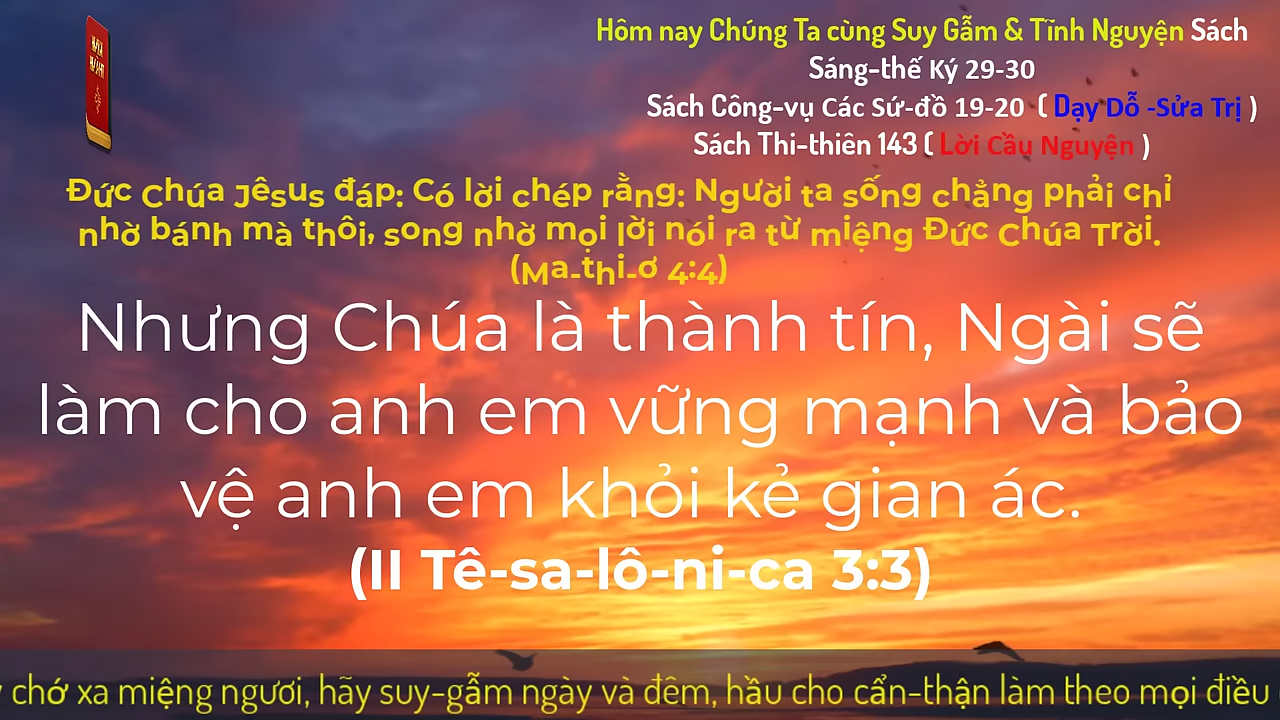 Hôm nay Chúng Ta cùng Suy Gẫm & Tĩnh Nguyện Sách
Sáng-thế Ký 29-30
Sách Công-vụ Các Sứ-đồ 19-20 ( Dạy Dỗ -Sửa Trị )
Sách Thi-thiên 143 ( Lời Cầu Nguyện )
Đức Chúa Jêsus đáp: Có lời chép rằng: Người ta sống chẳng phải chỉ
nhờ bánh mà thôi, song nhờ mọi lời nói ra từ miệng Đức Chúa Trời.
(Ma-thi-ơ 4:4)
Nhưng Chúa là thành tín, Ngài sẽ
làm cho anh em vững mạnh và bảo
vệ anh em khỏi kẻ gian ác.
(II Tê-sa-lô-ni-ca 3:3)
chớ xa miệng ngươi, hãy suy-gẫm ngày và đêm, hầu cho cẩn-thận làm theo mọi điều